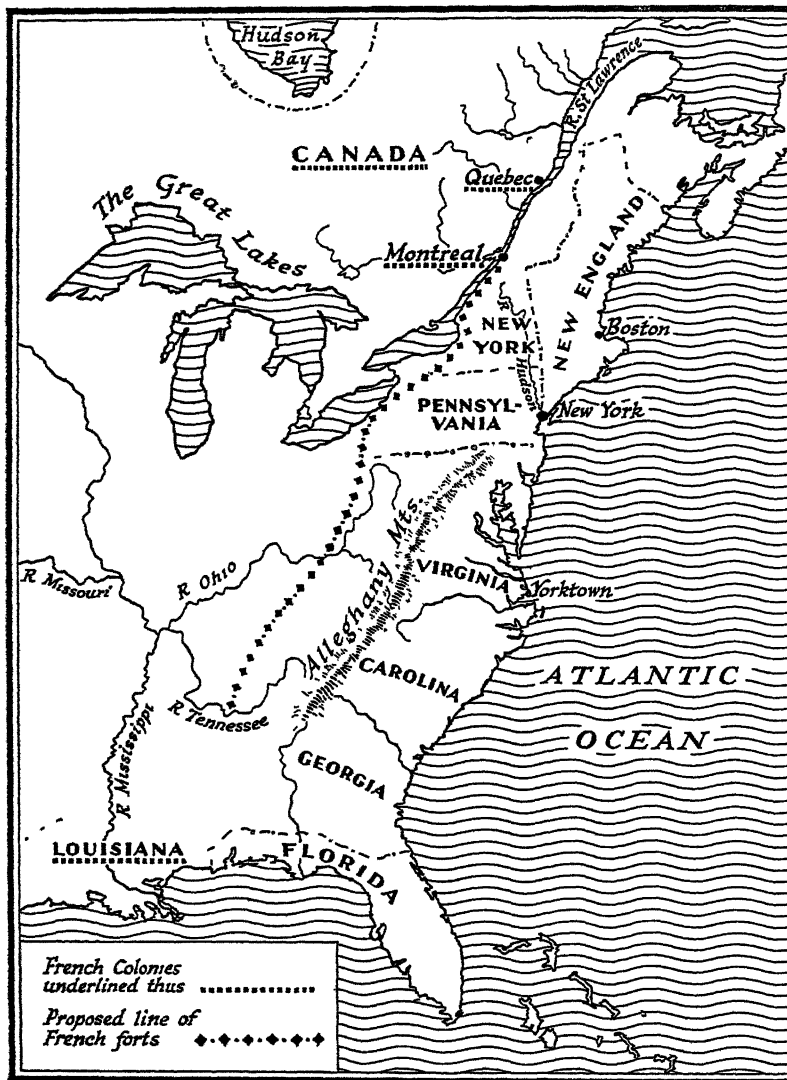 Hudson
Bay
R. St Lawrence
CANADA
Quebec
The Great Lakes
Montreal
NEW ENGLAND
NEW
YORK
R. Hudson
Boston
PENNSYL-
VANIA
New York
Alleghany Mts.
R Missouri
R Ohio
VIRGINIA
Yorktown
CAROLINA
ATLANTIC
OCEAN
R Tennessee
R Mississippi
GEORGIA
LOUISIANA
FLORIDA
French Colonies
underlined thus
Proposed line of
French forts